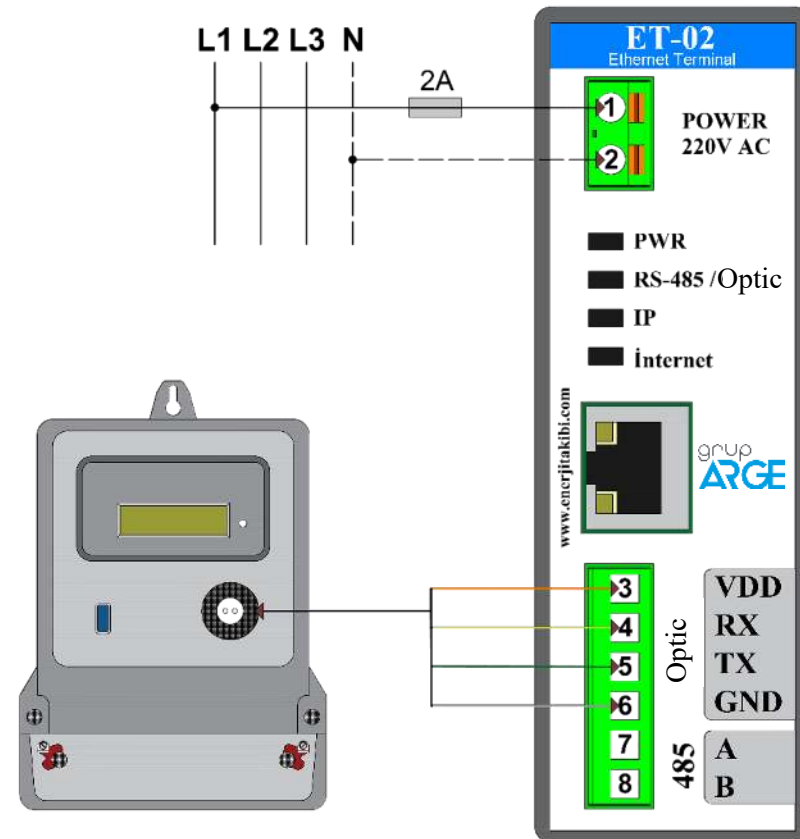 L1 L2 L3 N
2A
ET-02
Ethernet Terminal
1
2
POWER
220V AC
PWR
RS-485 /Optic
IP
İnternet
www.enerjitakibi.com
grup
ARGE
3
4
5
6
7
8
Optic
485
VDD
RX
TX
GND
A
B